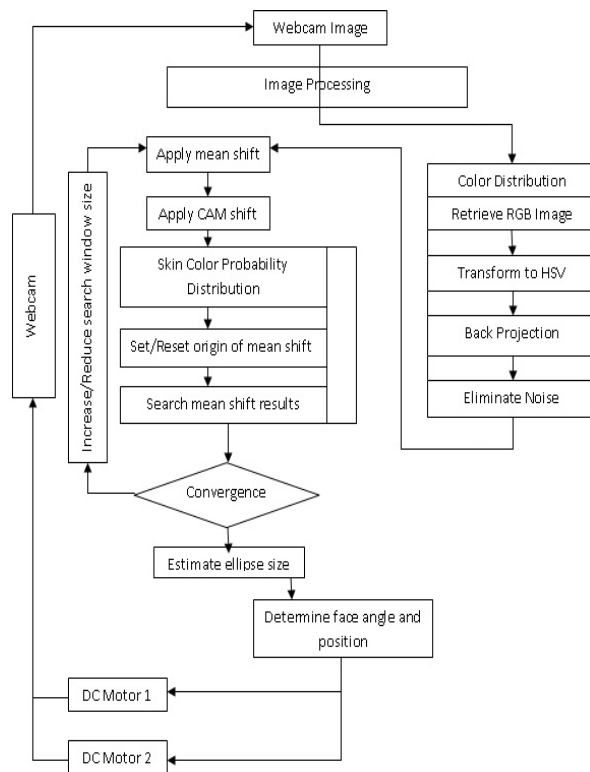 Webcam Image
Image Processing
Apply mean shift
Apply CAM shift
Skin Color Probability
Distribution
Set/Reset origin of mean shift
Search mean shift results
Increase/Reduce search window size
Webcam
Color Distribution
Retrieve RGB Image
Transform to HSV
Back Projection
Eliminate Noise
Convergence
Estimate ellipse size
Determine face angle and
position
DC Motor 1
DC Motor 2